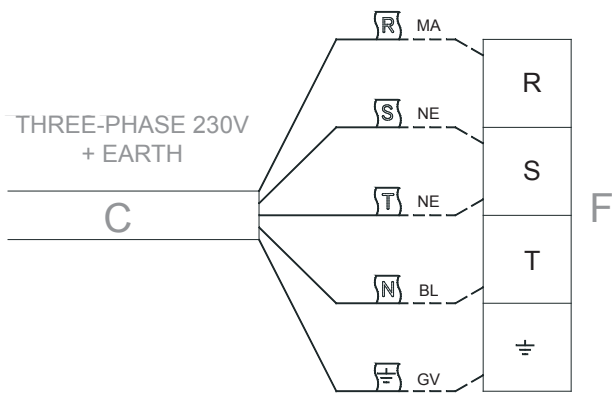 R MA
R
THREE-PHASE 230V
+ EARTH
S NE
S
C
T NE
F
T
N BL
GV